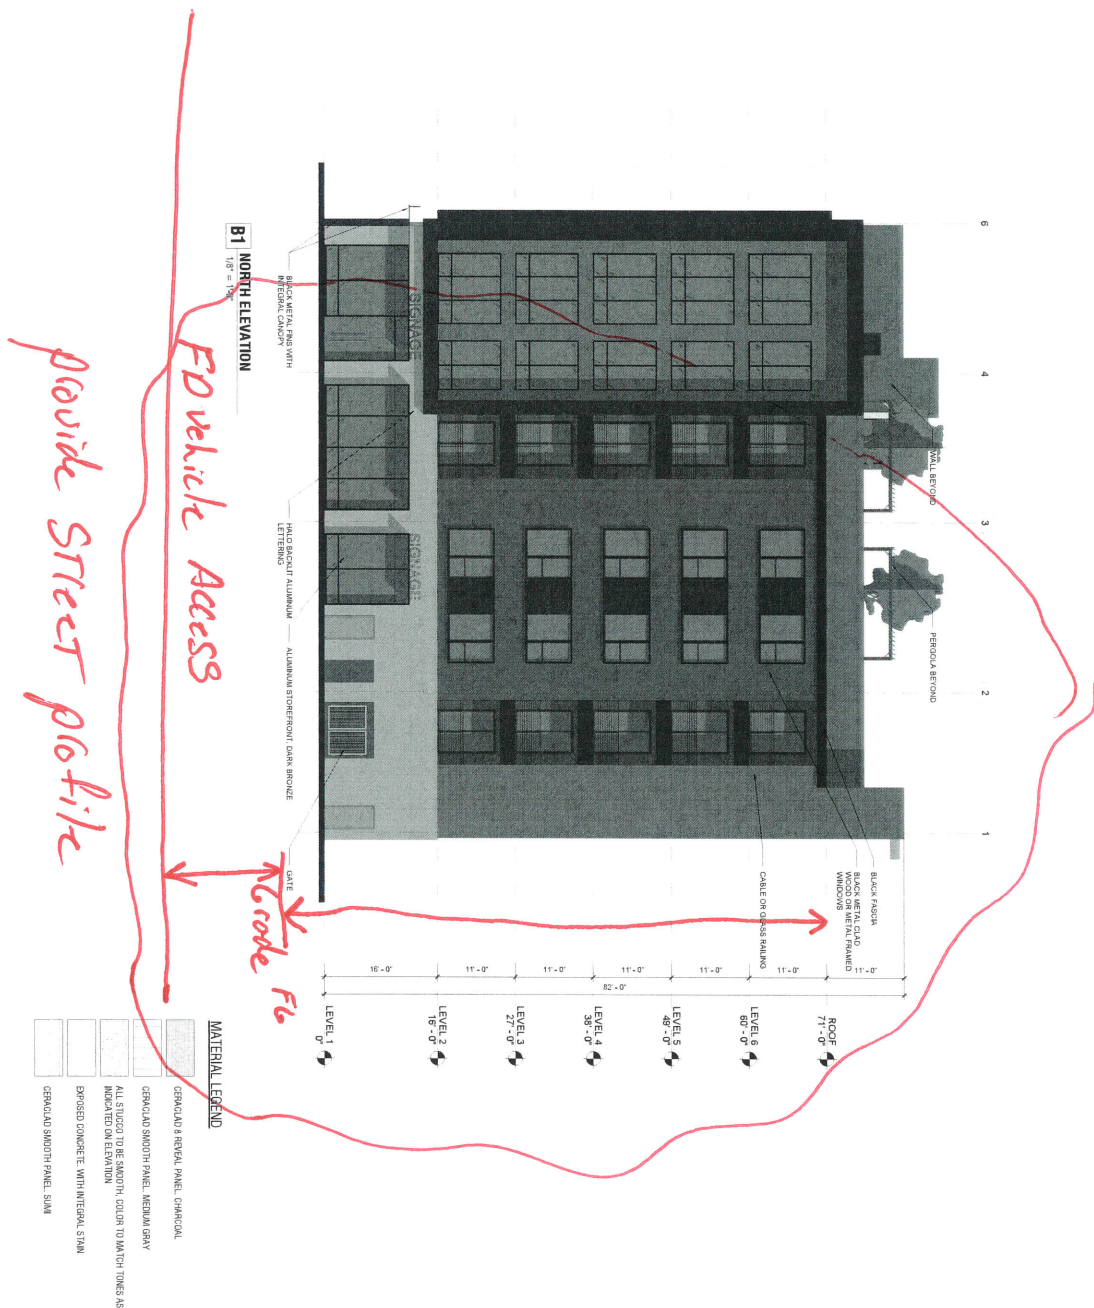 6
4
3
2
1
WALL BEYOND
PERGOLA BEYOND
BLACK FASCIA
BLACK METAL CLAD
WOOD OR METAL FRAMED
WINDOWS
CABLE OR GLASS RAILING
11' - 0"
11' - 0"
11' - 0"
11' - 0"
11' - 0"
11' - 0"
16' - 0"
82' - 0"
ROOF
71' - 0"
LEVEL 6
60' - 0"
LEVEL 5
49' - 0"
LEVEL 4
38' - 0"
LEVEL 3
27' - 0"
LEVEL 2
16' - 0"
LEVEL 1
0"
SIGNAGE
SIGNAGE
BLACK METAL FINS WITH
INTEGRAL CANOPY
HALO BACKLIT ALUMINUM
LETTERING
ALUMINUM STOREFRONT, DARK BRONZE
GATE
B1 NORTH ELEVATION
Grade
FD vehicle Access
provide STreeT profile
MATERIAL LEGEND
CERACLAD 8 REVEAL PANEL, CHARCOAL
CERACLAD SMOOTH PANEL, MEDIUM GRAY
ALL STUCCO TO BE SMOOTH, COLOR TO MATCH TONES AS
INDICATED ON ELEVATION
EXPOSED CONCRETE, WITH INTEGRAL STAIN
CERACLAD SMOOTH PANEL, SUMI